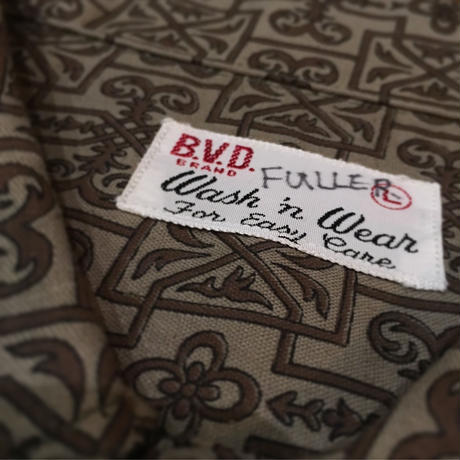 B.V.D. FULLER L
BRAND
Wash 'n Wear
For Easy Care